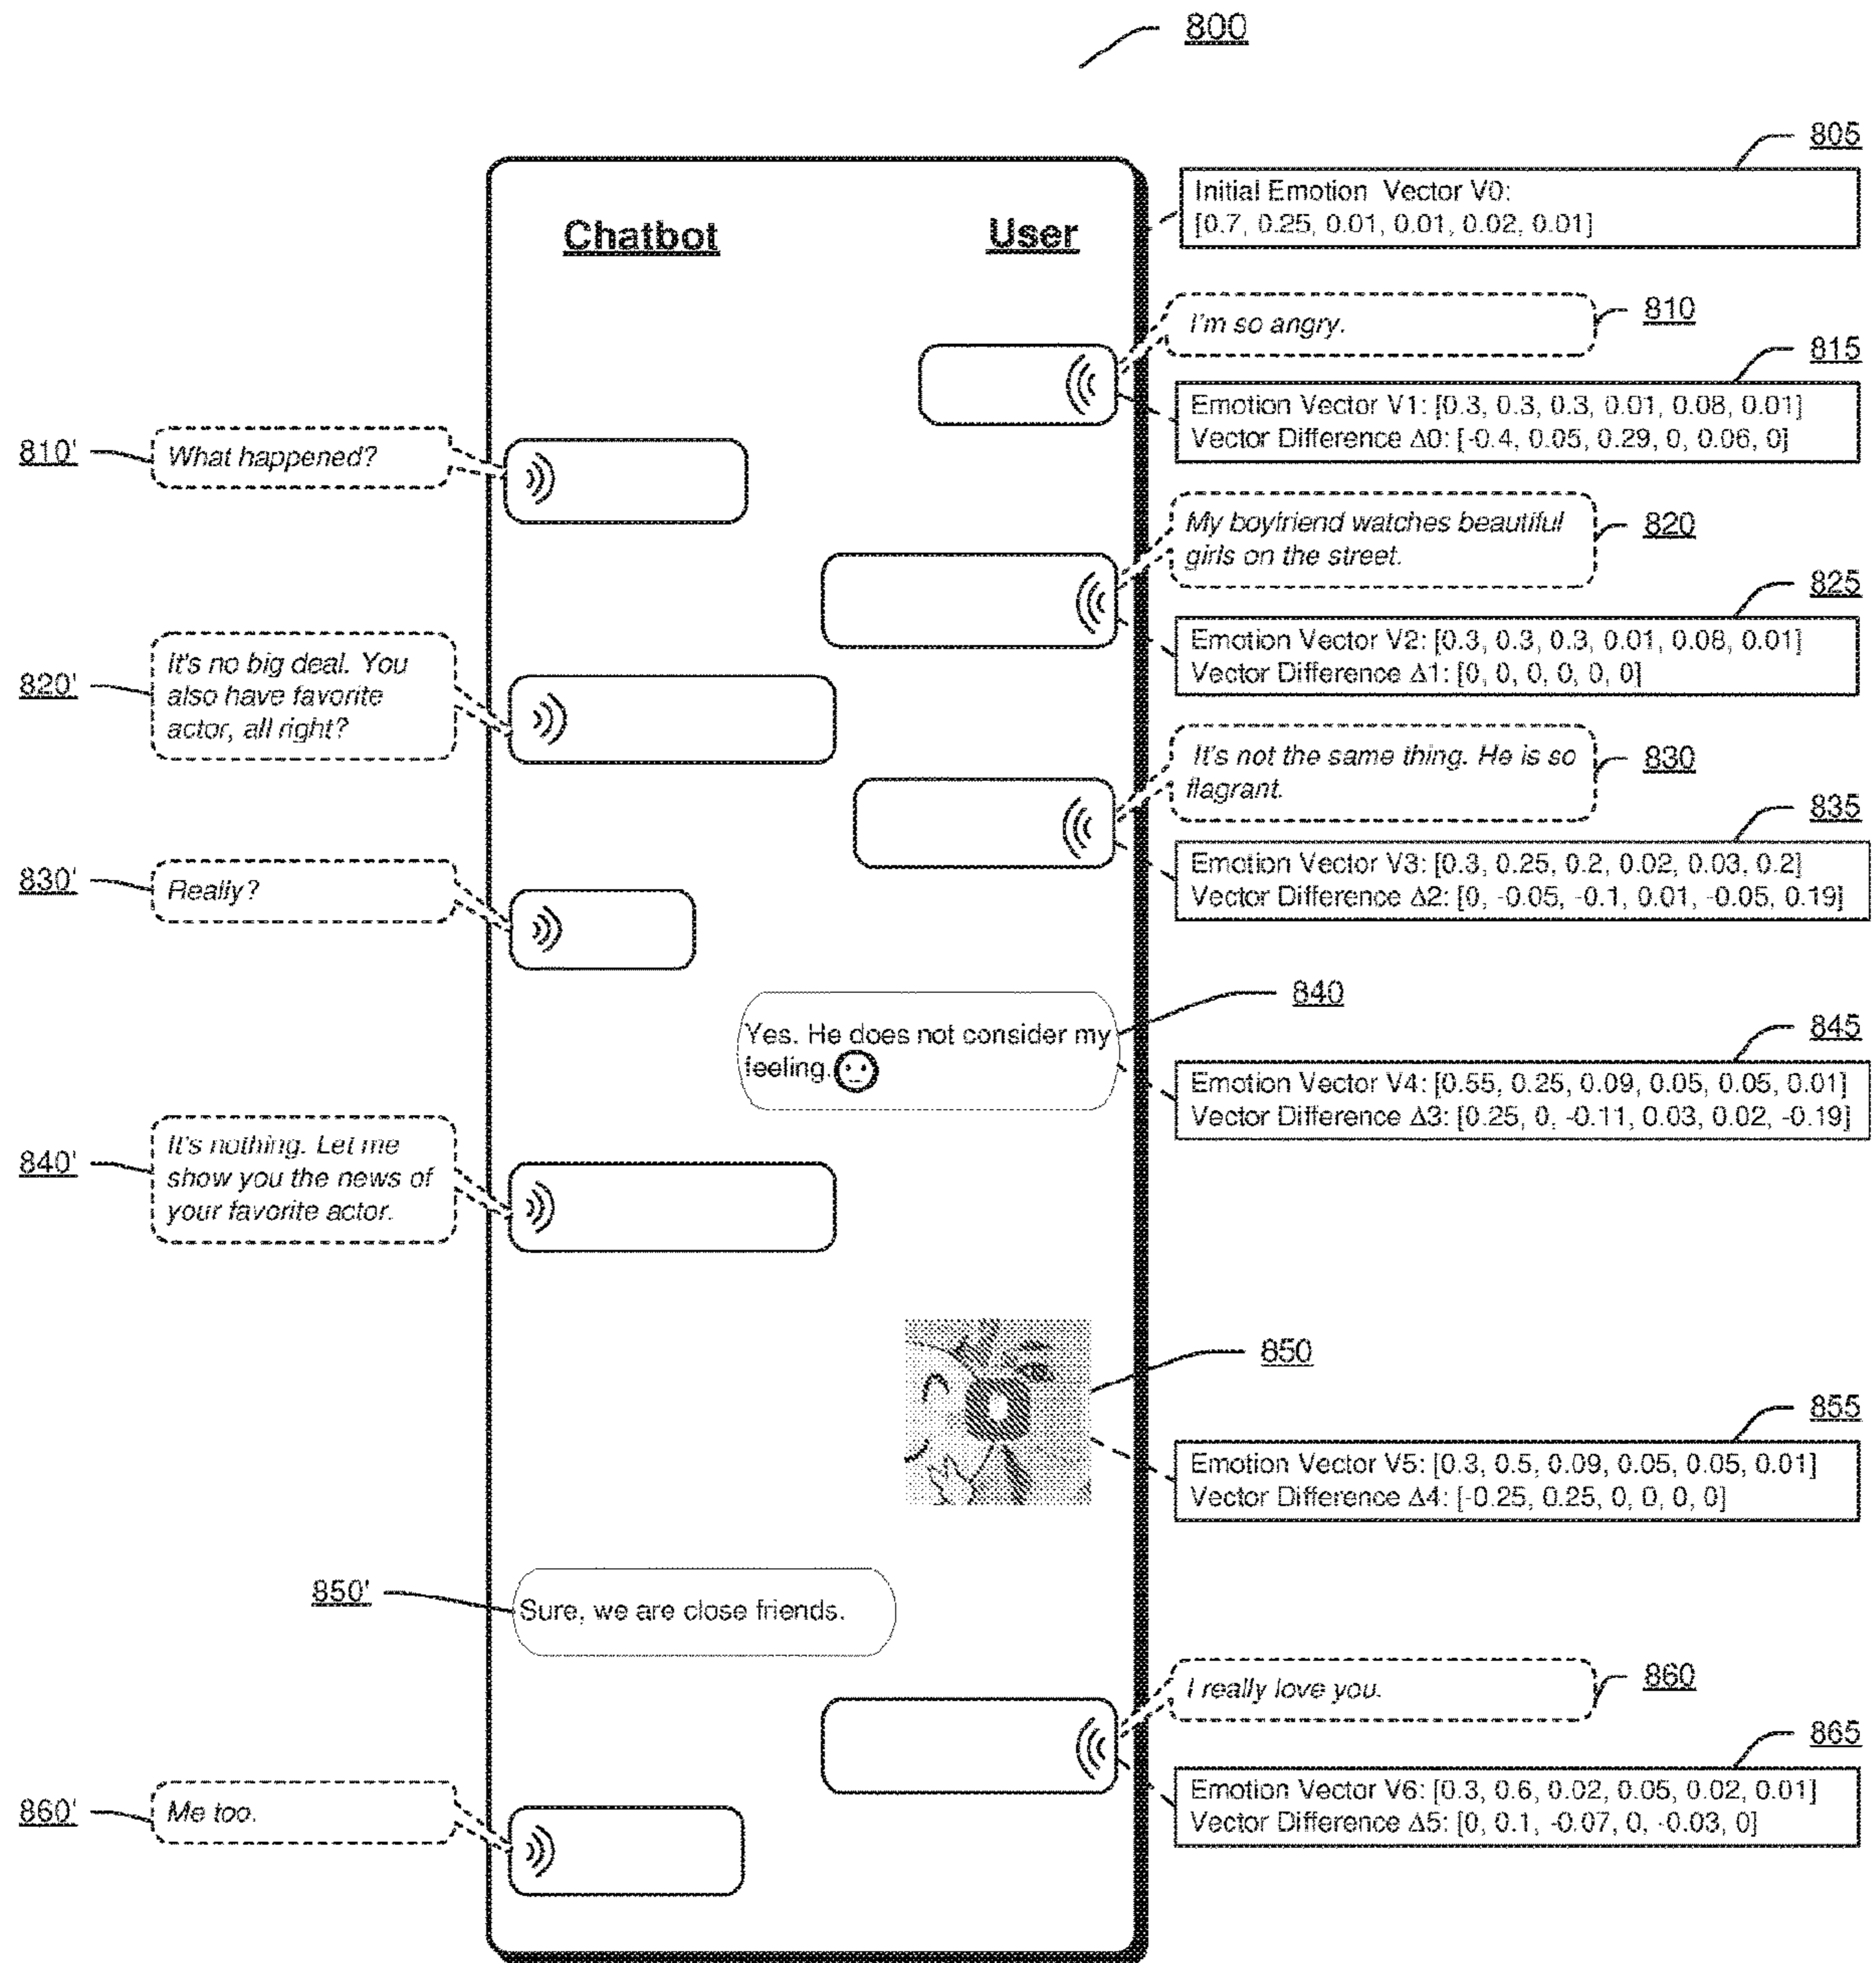 800
805
Initial Emotion Vector V0:
[0.7, 0.25, 0.01, 0.01, 0.02, 0.01]
Chatbot
User
I'm so angry.
810
815
Emotion Vector V1: [0.3, 0.3, 0.3, 0.01, 0.08, 0.01]
Vector Difference Δ0: [-0.4, 0.05, 0.29, 0, 0.06, 0]
810'
What happened?
My boyfriend watches beautiful
girls on the street.
820
825
Emotion Vector V2: [0.3, 0.3, 0.3, 0.01, 0.08, 0.01]
Vector Difference Δ1: [0, 0, 0, 0, 0, 0]
820'
It's no big deal. You
also have favorite
actor, all right?
It's not the same thing. He is so
flagrant.
830
835
Emotion Vector V3: [0.3, 0.25, 0.2, 0.02, 0.03, 0.2]
Vector Difference Δ2: [0, -0.05, -0.1, 0.01, -0.05, 0.19]
830'
Really?
840
Yes. He does not consider my
feeling.
845
Emotion Vector V4: [0.55, 0.25, 0.09, 0.05, 0.05, 0.01]
Vector Difference Δ3: [0.25, 0, -0.11, 0.03, 0.02, -0.19]
840'
It's nothing. Let me
show you the news of
your favorite actor.
850
855
Emotion Vector V5: [0.3, 0.5, 0.09, 0.05, 0.05, 0.01]
Vector Difference Δ4: [-0.25, 0.25, 0, 0, 0, 0]
850'
Sure, we are close friends.
I really love you.
860
865
Emotion Vector V6: [0.3, 0.6, 0.02, 0.05, 0.02, 0.01]
Vector Difference Δ5: [0, 0.1, -0.07, 0, -0.03, 0]
860'
Me too.